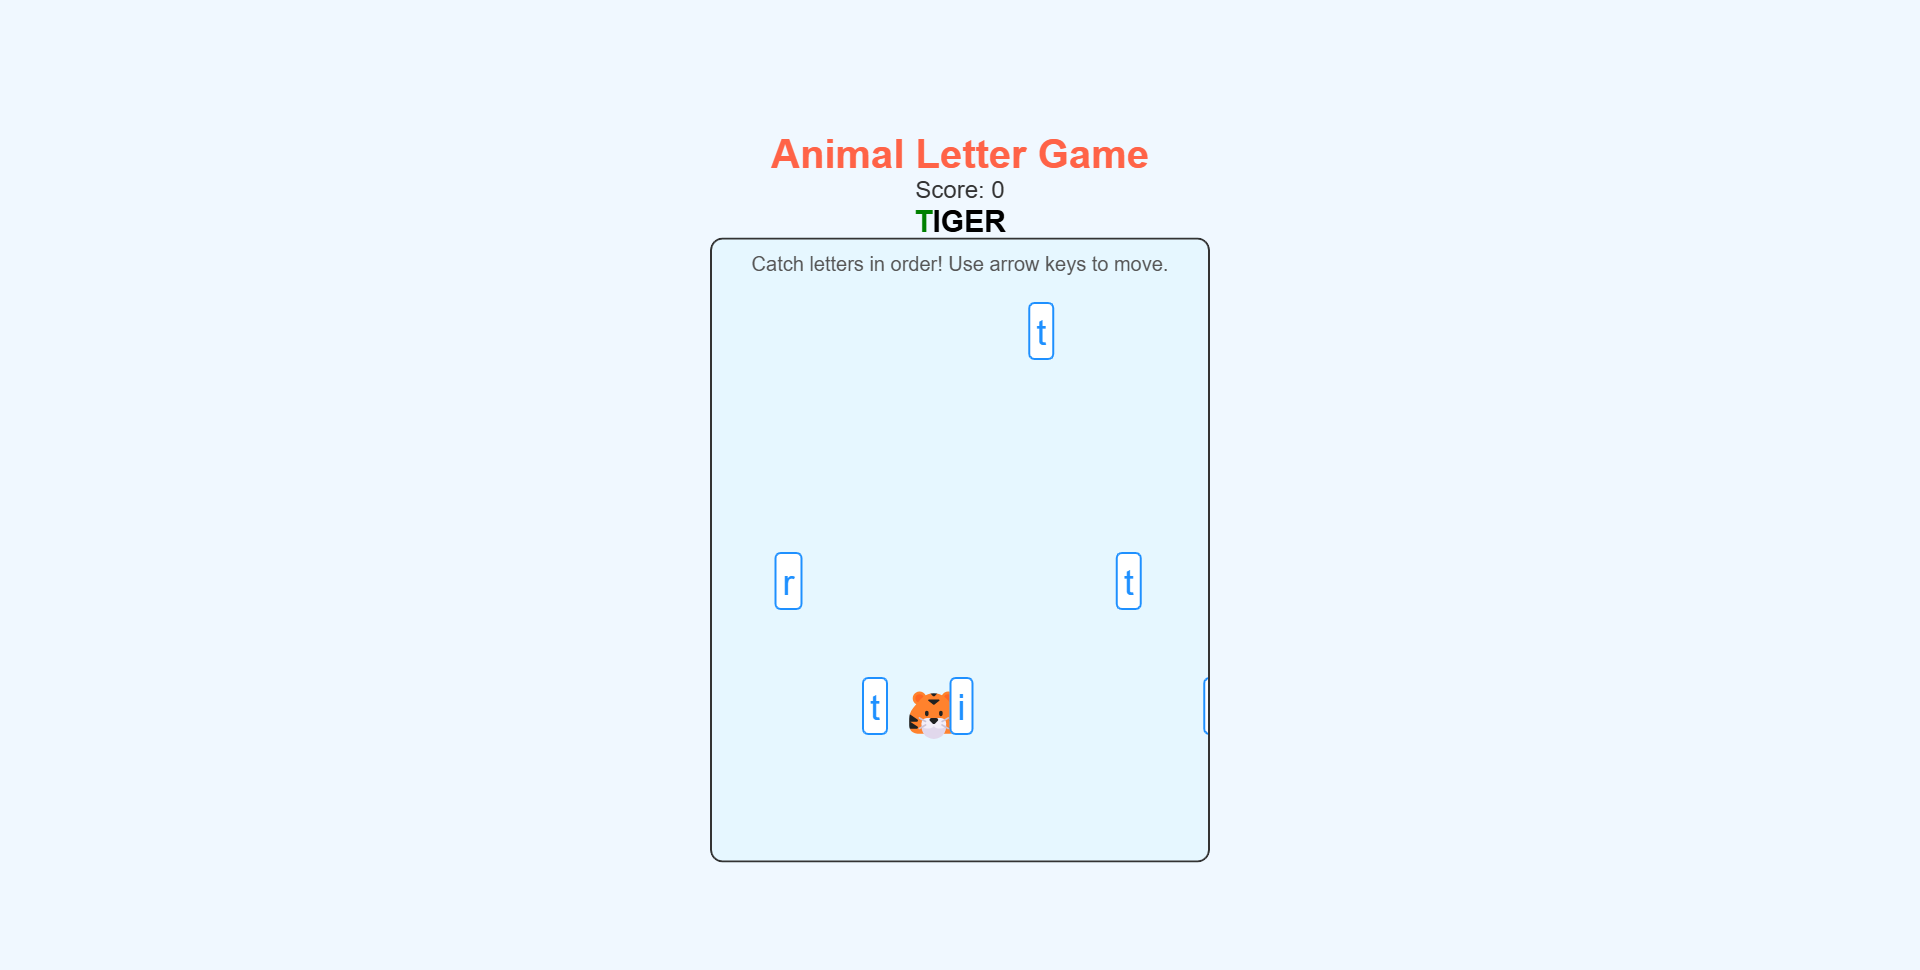 Animal Letter Game
Score: 0
TIGER
Catch letters in order! Use arrow keys to move.
t
r
t
t
i